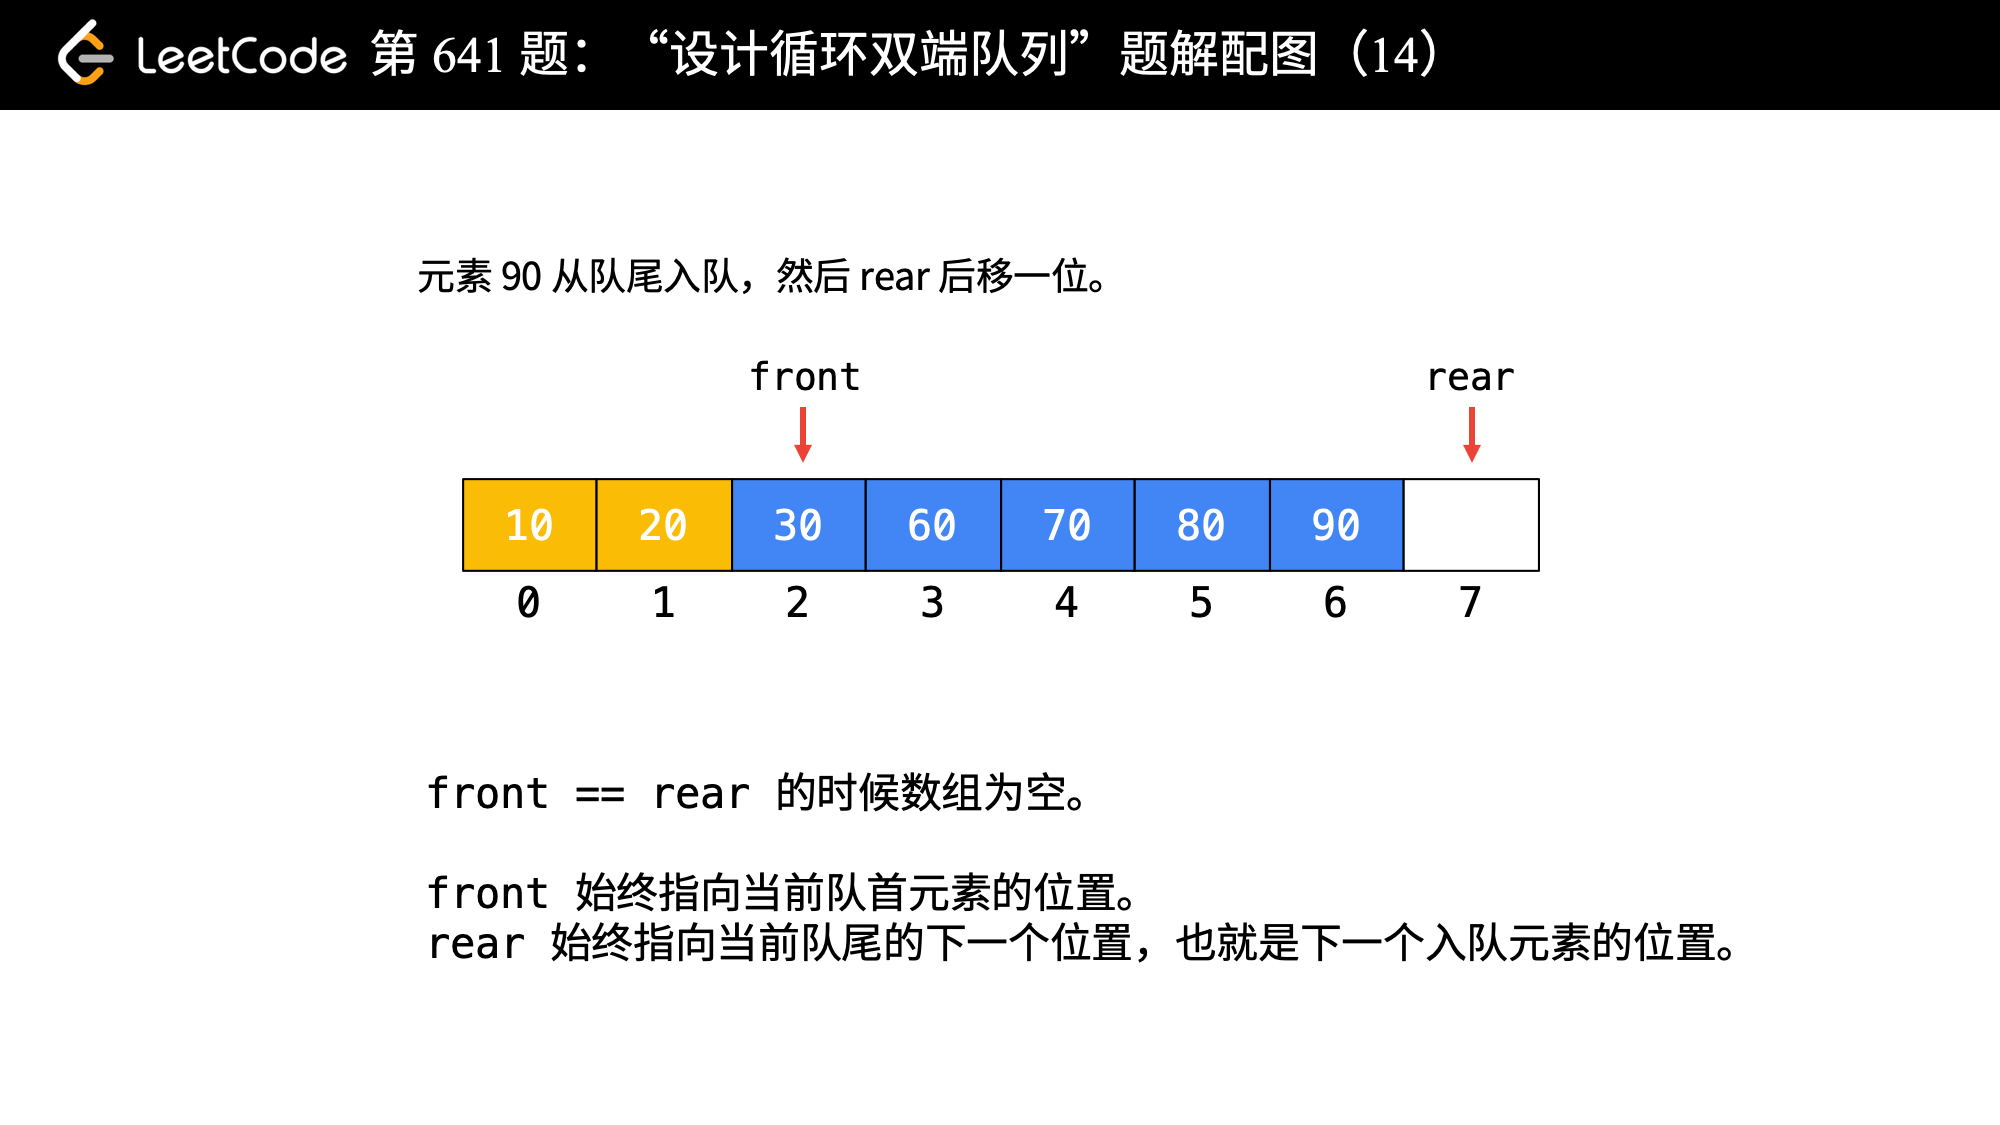 LeetCode 第 641 题：“设计循环双端队列”题解配图（14）
元素 90 从队尾入队，然后 rear 后移一位。
front rear
10 20 30 60 70 80 90
0 1 2 3 4 5 6 7
front == rear 的时候数组为空。
front 始终指向当前队首元素的位置。
rear 始终指向当前队尾的下一个位置，也就是下一个入队元素的位置。